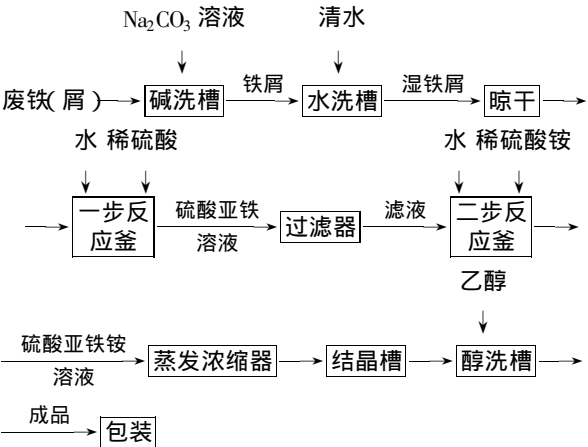 Na₂CO₃ 溶液 清水
废铁(屑) 碱洗槽 铁屑 水洗槽 湿铁屑 晾干
水 稀硫酸 水 稀硫酸铵
一步反应釜 硫酸亚铁溶液 过滤器 滤液 二步反应釜
乙醇
硫酸亚铁铵溶液 蒸发浓缩器 结晶槽 醇洗槽
成品 包装